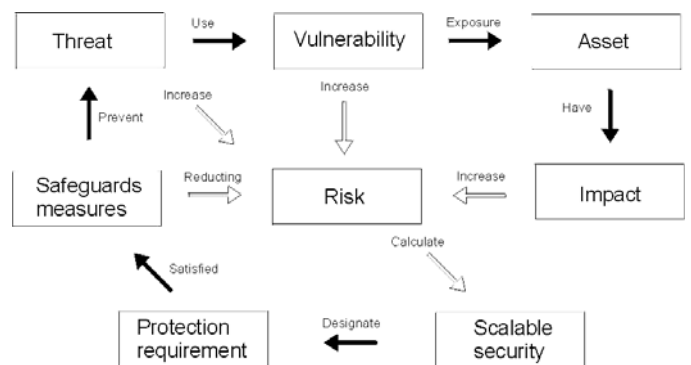 Use
Exposure
Threat
Vulnerability
Asset
Increase
Increase
Have
Prevent
Safeguards
measures
Reducting
Risk
Increase
Impact
Calculate
Satisfied
Protection
requirement
Designate
Scalable
security